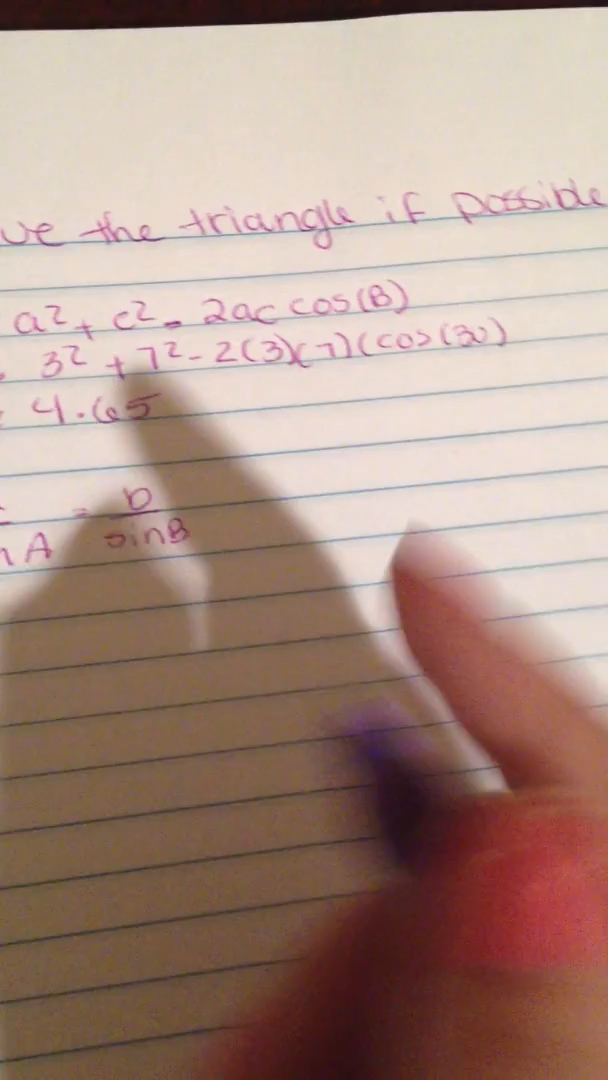 ve the triangle if possible
a² + c² - 2ac cos(B)
3² + 7² - 2(3)(7)(cos(30)
= 4.65
A = b
sinB